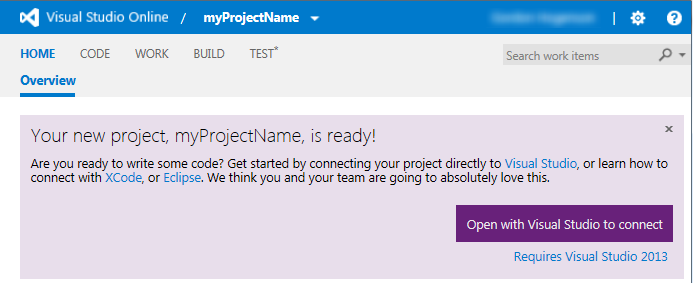 Visual Studio Online / myProjectName
HOME CODE WORK BUILD TEST*
Search work items
Overview
Your new project, myProjectName, is ready!
Are you ready to write some code? Get started by connecting your project directly to Visual Studio, or learn how to
connect with XCode, or Eclipse. We think you and your team are going to absolutely love this.
Open with Visual Studio to connect
Requires Visual Studio 2013